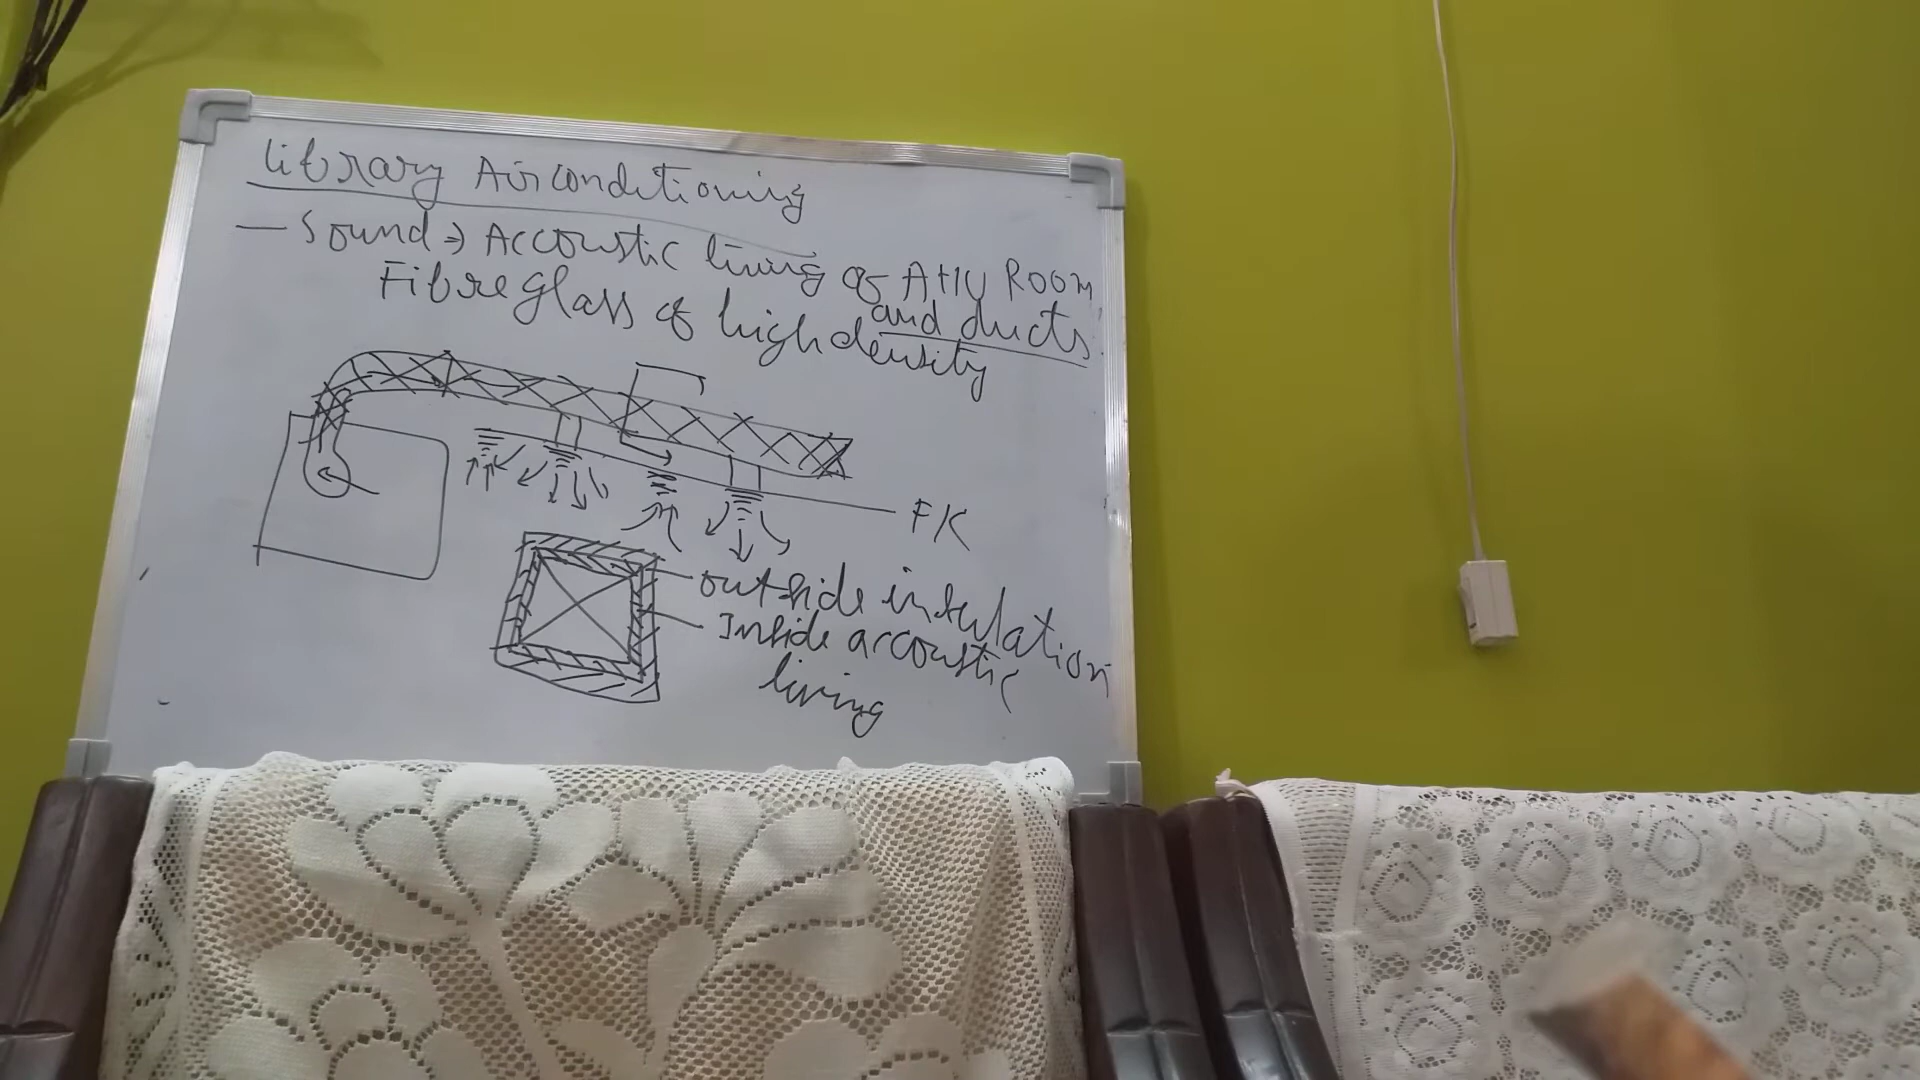 Library Airconditioning
— Sound ⇒ Accoustic lining of AHU Room
and ducts
Fibreglass of high density
FK
outside insulation
Inside accoustic
lining